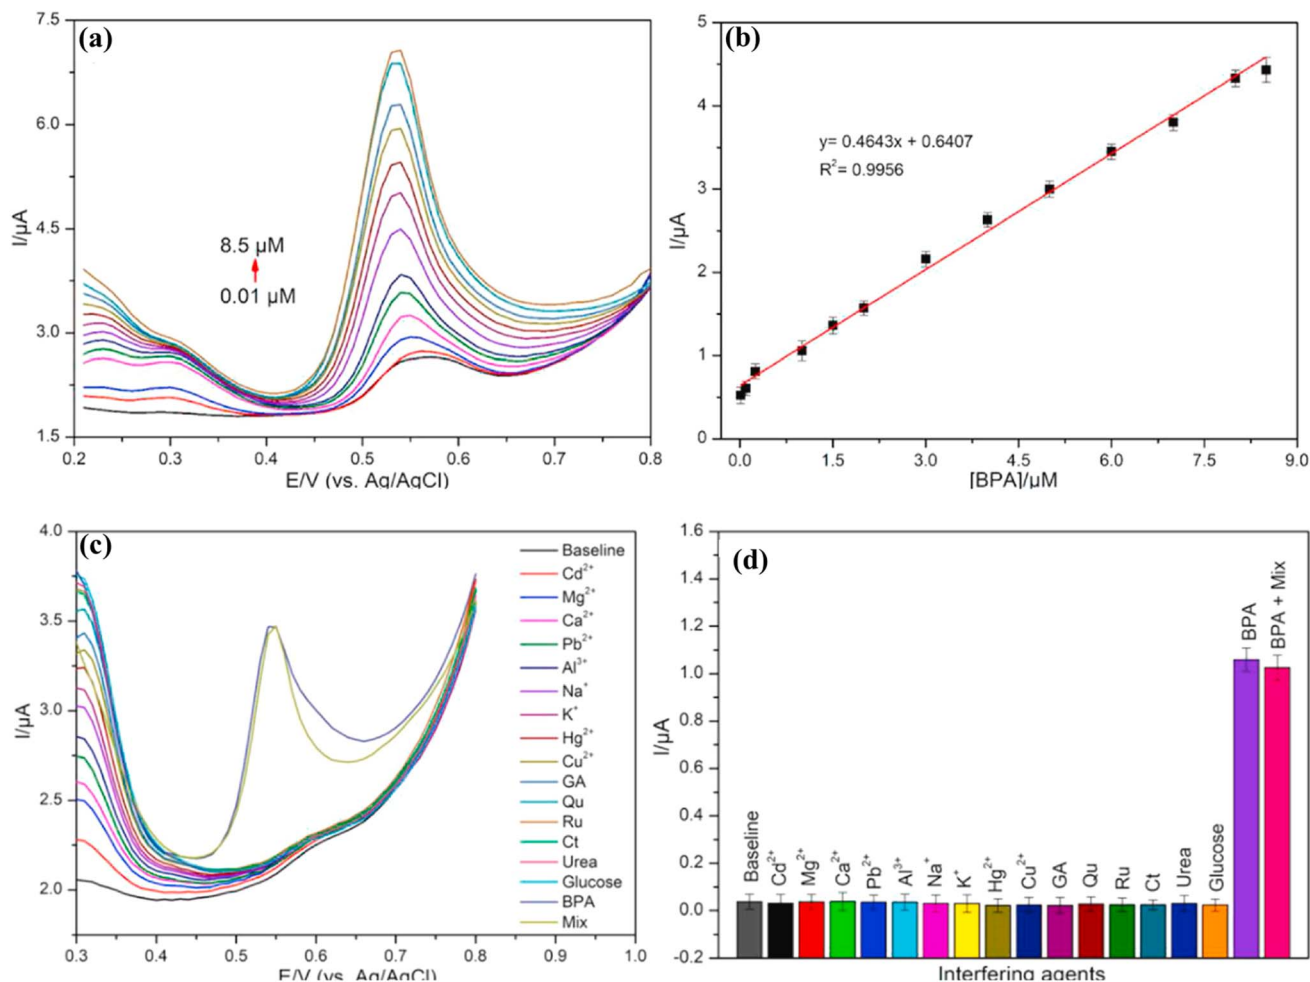 (a)
7.5
6.0
4.5
3.0
1.5
I/µA
8.5 µM
0.01 µM
0.2 0.3 0.4 0.5 0.6 0.7 0.8
E/V (vs. Ag/AgCl)
(b)
5
4
3
2
1
0
I/µA
y= 0.4643x + 0.6407
R²= 0.9956
0.0 1.5 3.0 4.5 6.0 7.5 9.0
[BPA]/µM
(c)
4.0
3.5
3.0
2.5
2.0
I/µA
Baseline
Cd²⁺
Mg²⁺
Ca²⁺
Pb²⁺
Al³⁺
Na⁺
K⁺
Hg²⁺
Cu²⁺
GA
Qu
Ru
Ct
Urea
Glucose
BPA
Mix
0.3 0.4 0.5 0.6 0.7 0.8 0.9 1.0
E/V (vs. Ag/AgCl)
(d)
1.6
1.4
1.2
1.0
0.8
0.6
0.4
0.2
0.0
-0.2
I/µA
Baseline
Cd²⁺
Mg²⁺
Ca²⁺
Pb²⁺
Al³⁺
Na⁺
K⁺
Hg²⁺
Cu²⁺
GA
Qu
Ru
Ct
Urea
Glucose
BPA
BPA + Mix
Interfering agents